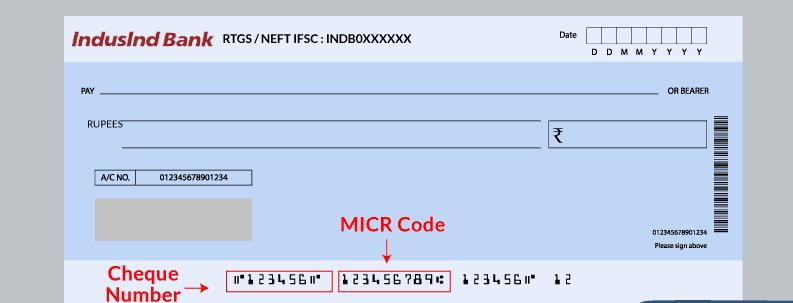 IndusInd Bank RTGS / NEFT IFSC : INDB0XXXXXX
Date
D D M M Y Y Y Y
PAY OR BEARER
RUPEES ₹
A/C NO. 012345678901234
MICR Code
012345678901234
Please sign above
Cheque
Number
⑈123456⑈ 123456789⑆ 123456⑈ 12